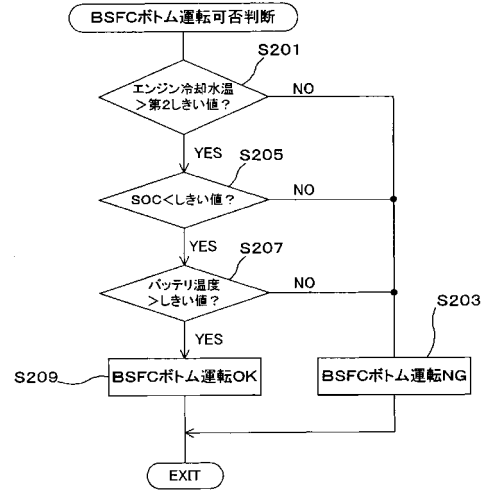 BSFCボトム運転可否判断
S201
エンジン冷却水温
>第2しきい値?
NO
YES
S205
SOC<しきい値?
NO
YES
S207
バッテリ温度
>しきい値?
NO
YES
S203
S209
BSFCボトム運転OK
BSFCボトム運転NG
EXIT